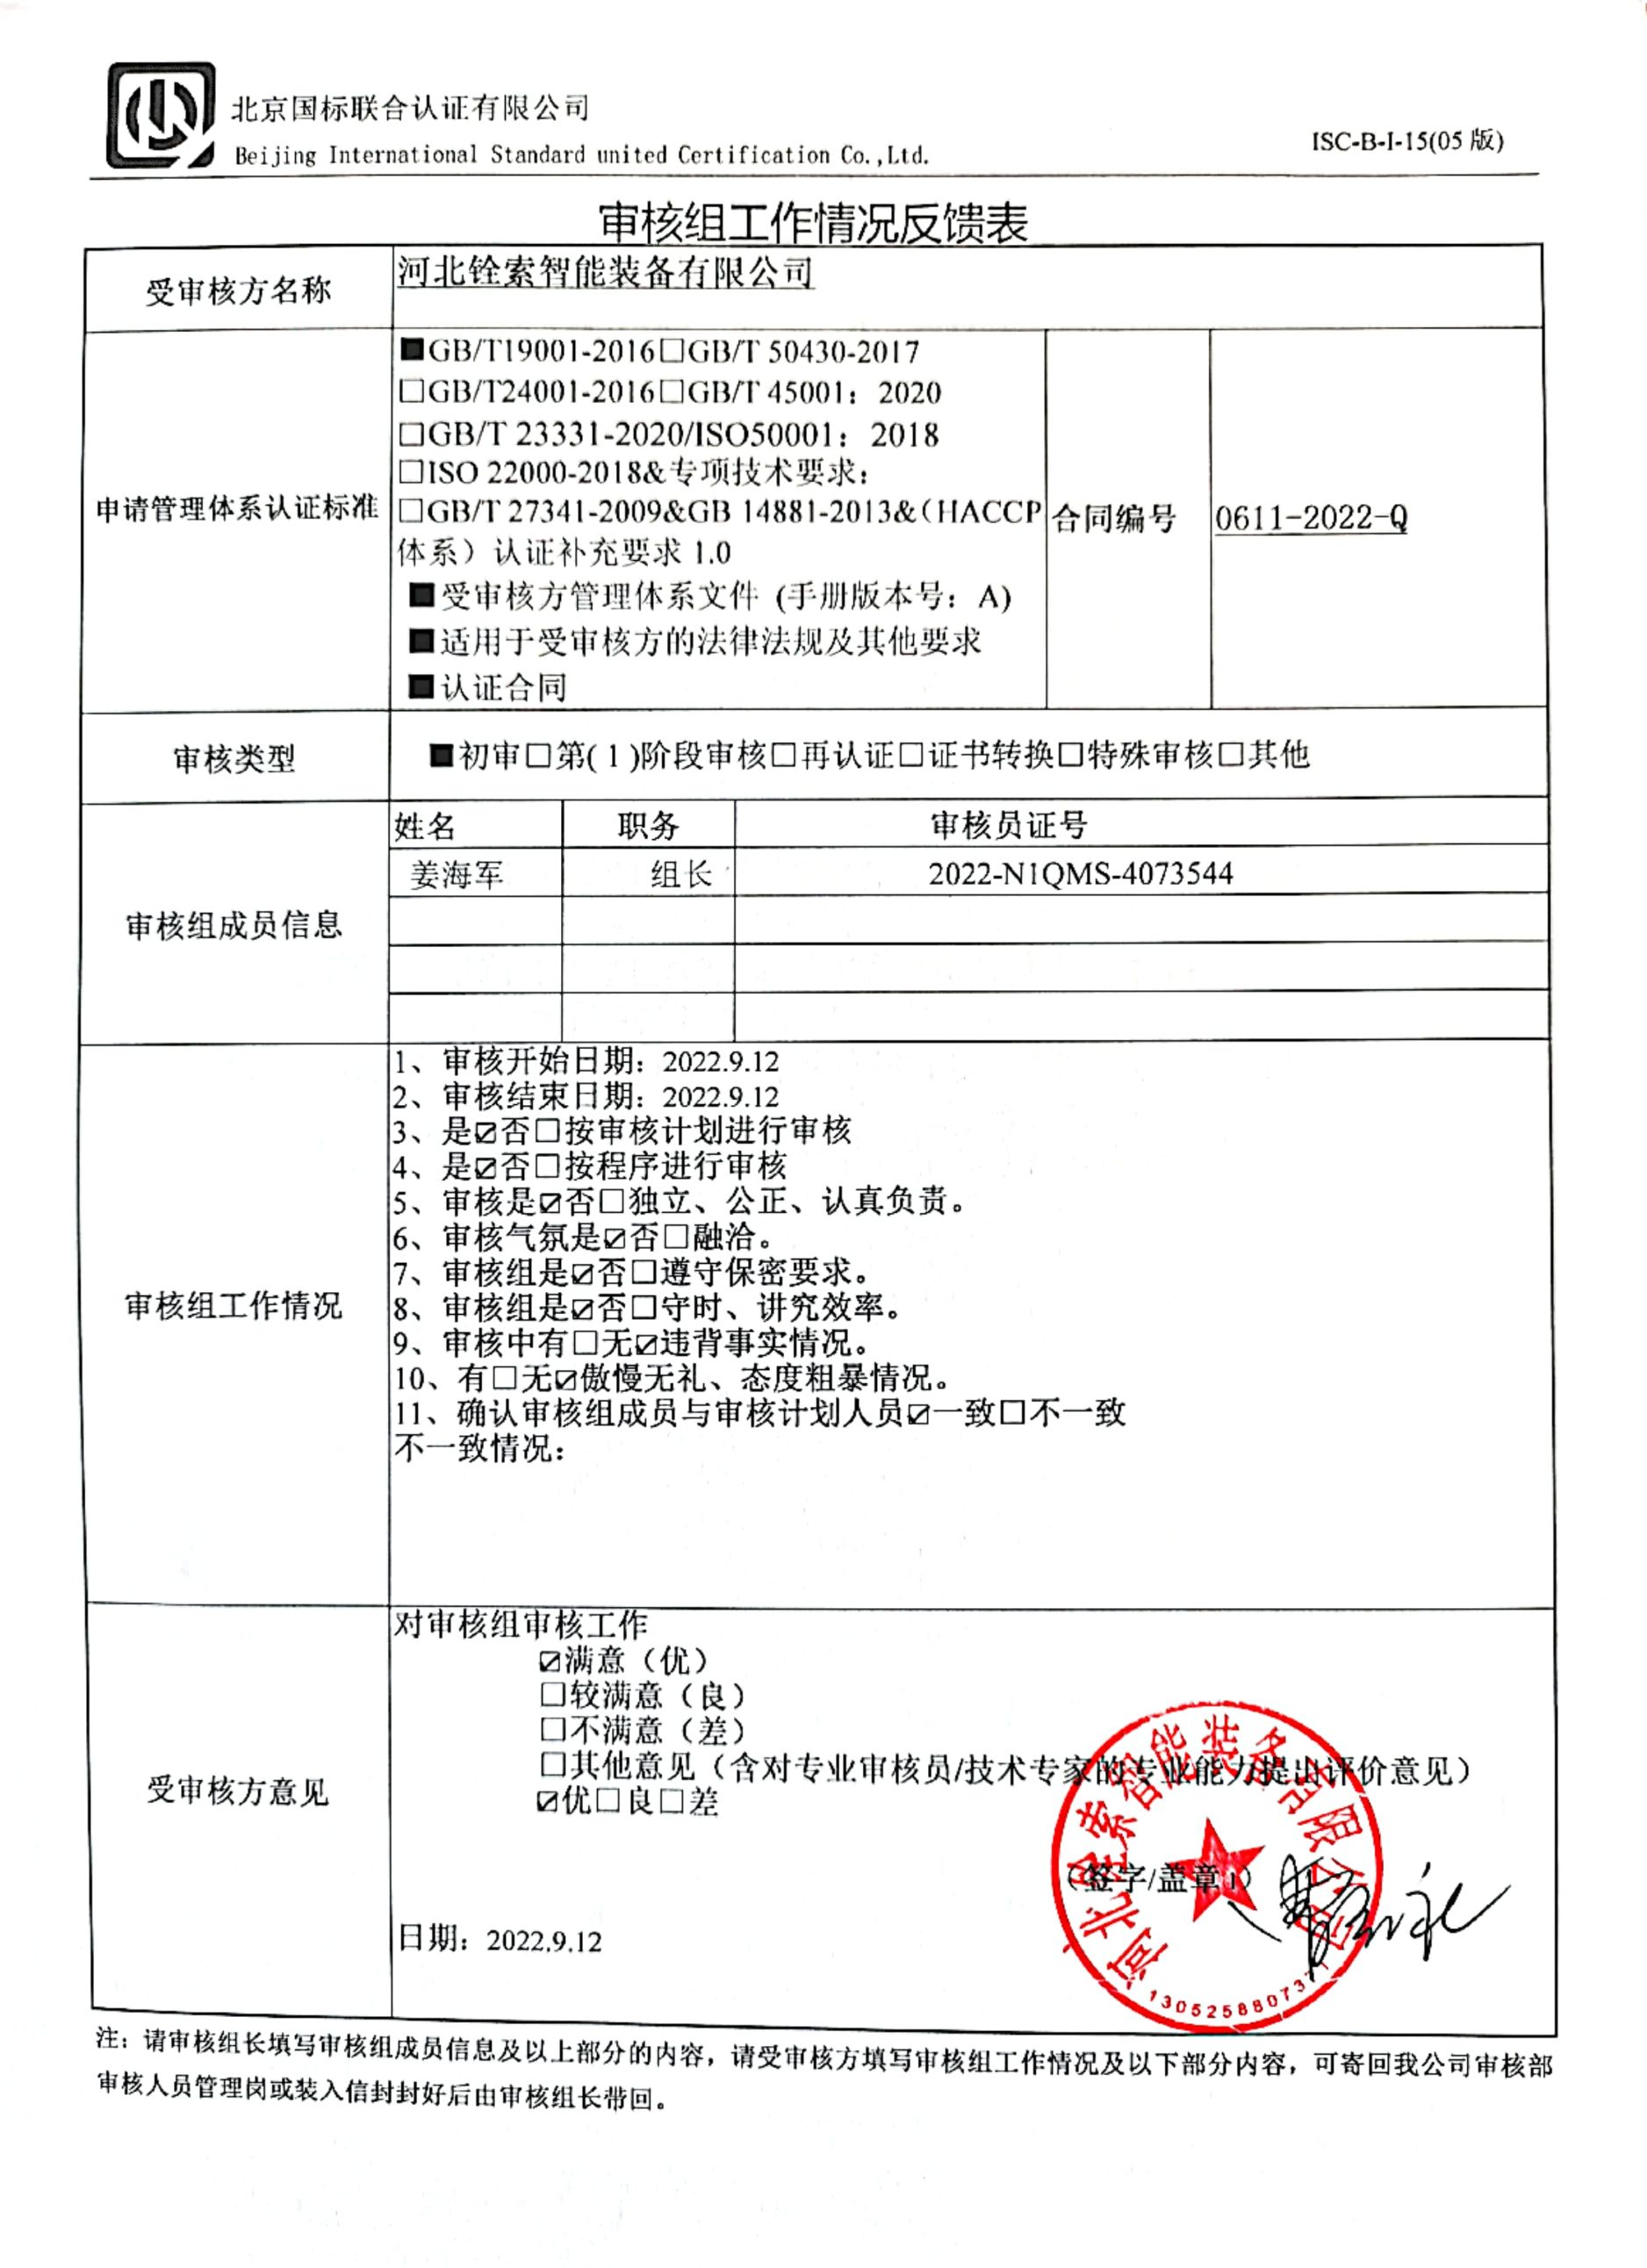 北京国标联合认证有限公司
Beijing International Standard united Certification Co.,Ltd.
ISC-B-I-15(05 版)
审核组工作情况反馈表
受审核方名称
河北铨索智能装备有限公司
申请管理体系认证标准
■GB/T19001-2016□GB/T 50430-2017
□GB/T24001-2016□GB/T 45001：2020
□GB/T 23331-2020/ISO50001：2018
□ISO 22000-2018&专项技术要求：
□GB/T 27341-2009&GB 14881-2013&（HACCP
体系）认证补充要求 1.0
■受审核方管理体系文件 (手册版本号：A)
■适用于受审核方的法律法规及其他要求
■认证合同
合同编号
0611-2022-Q
审核类型
■初审□第( 1 )阶段审核□再认证□证书转换□特殊审核□其他
审核组成员信息
姓名 职务 审核员证号
姜海军 组长 2022-N1QMS-4073544
审核组工作情况
1、审核开始日期：2022.9.12
2、审核结束日期：2022.9.12
3、是☑否□按审核计划进行审核
4、是☑否□按程序进行审核
5、审核是☑否□独立、公正、认真负责。
6、审核气氛是☑否□融洽。
7、审核组是☑否□遵守保密要求。
8、审核组是☑否□守时、讲究效率。
9、审核中有□无☑违背事实情况。
10、有□无☑傲慢无礼、态度粗暴情况。
11、确认审核组成员与审核计划人员☑一致□不一致
不一致情况：
受审核方意见
对审核组审核工作
☑满意（优）
□较满意（良）
□不满意（差）
□其他意见（含对专业审核员/技术专家的专业能力提出评价意见）
☑优□良□差
（签字/盖章）
河北铨索智能装备有限公司
日期：2022.9.12
注：请审核组长填写审核组成员信息及以上部分的内容，请受审核方填写审核组工作情况及以下部分内容，可寄回我公司审核部
审核人员管理岗或装入信封封好后由审核组长带回。